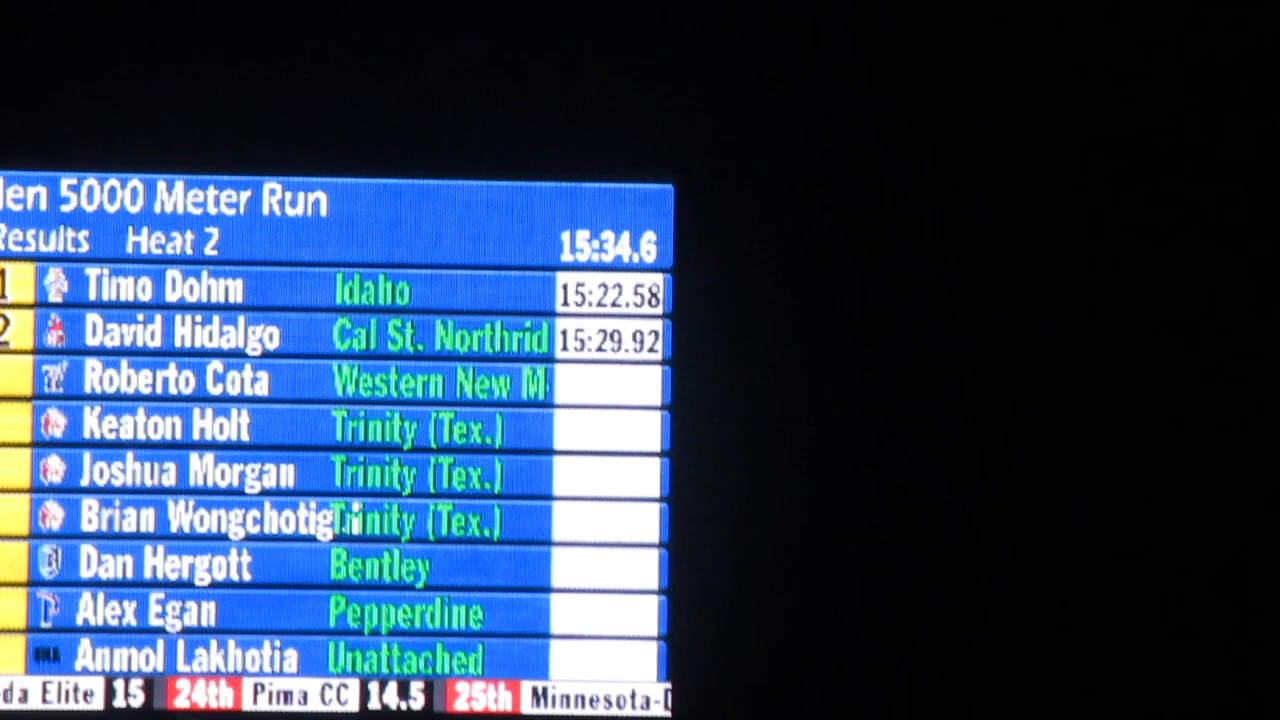 len 5000 Meter Run
Results Heat 2 15:34.6
1 Timo Dohm Idaho 15:22.58
2 David Hidalgo Cal St. Northrid 15:29.92
Roberto Cota Western New M
Keaton Holt Trinity (Tex.)
Joshua Morgan Trinity (Tex.)
Brian Wongchotig Trinity (Tex.)
Dan Hergott Bentley
Alex Egan Pepperdine
Anmol Lakhotia Unattached
da Elite 15 24th Pima CC 14.5 25th Minnesota-D